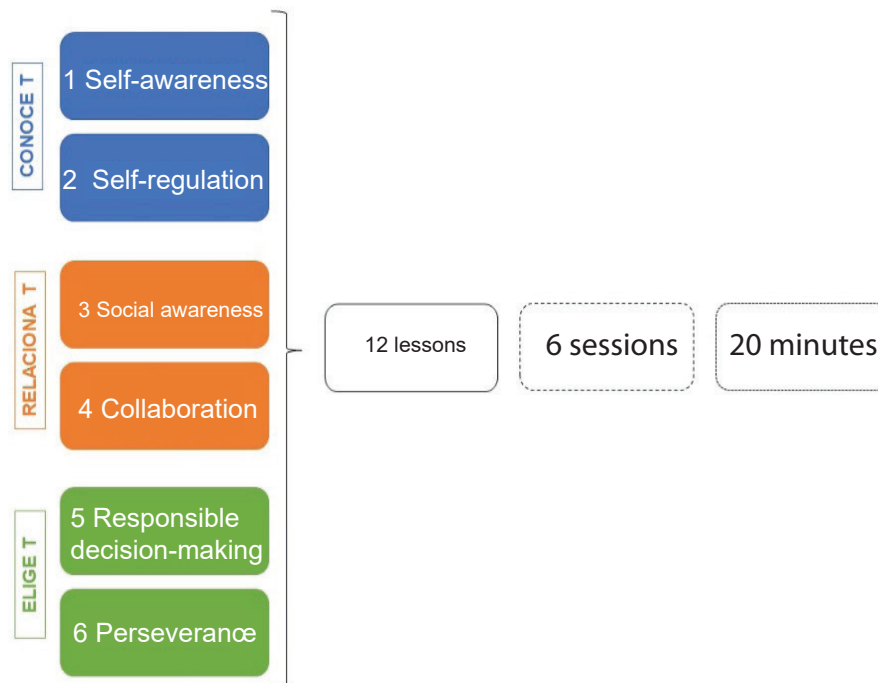 CONOCE T
1 Self-awareness
2 Self-regulation
RELACIONA T
3 Social awareness
4 Collaboration
ELIGE T
5 Responsible
decision-making
6 Perseverance
12 lessons
6 sessions
20 minutes